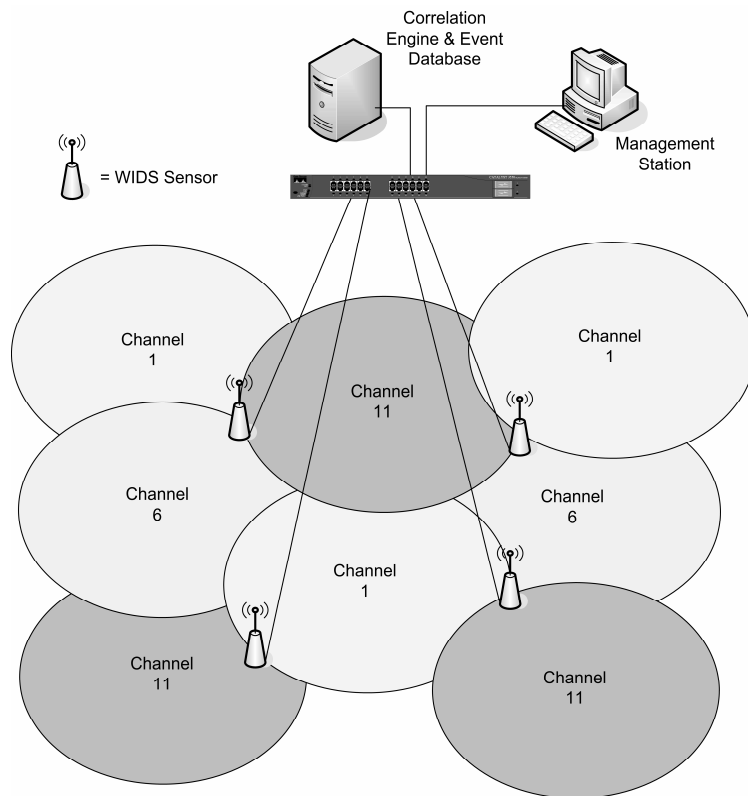 Correlation
Engine & Event
Database
Management
Station
= WIDS Sensor
Channel
1
Channel
11
Channel
1
Channel
6
Channel
6
Channel
1
Channel
11
Channel
11